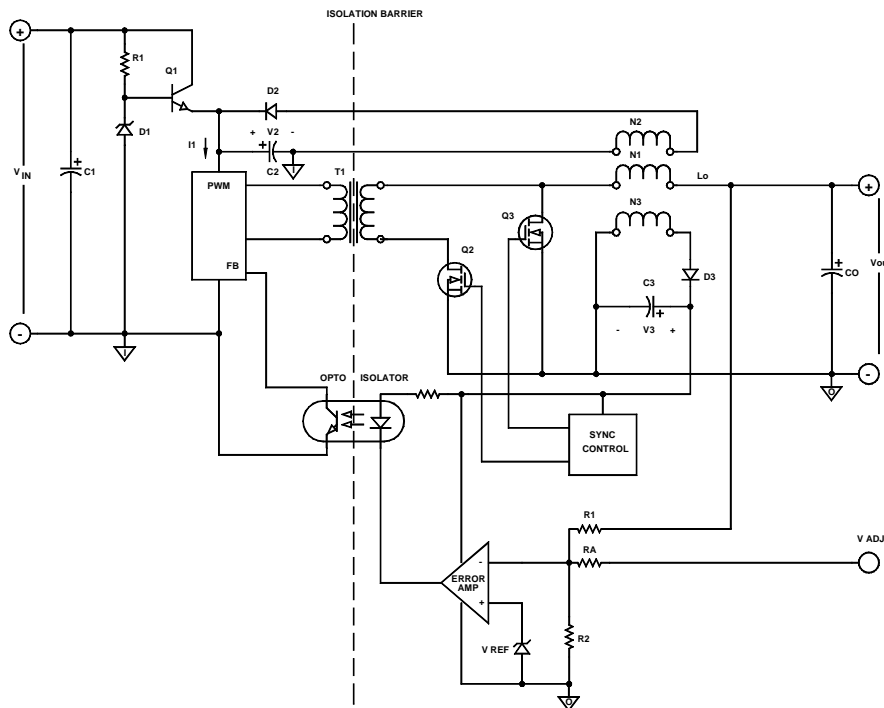 ISOLATION BARRIER
+
R1
Q1
D1
D2
+ V2 -
+
C2
I
I1
N2
N1
Lo
N3
V IN
+
C1
PWM
FB
T1
Q3
Q2
D3
C3
+
- V3 +
+
CO
Vou
+
-
-
I
O
OPTO ISOLATOR
SYNC
CONTROL
R1
RA
V ADJ
-
ERROR
AMP
+
V REF
R2
O